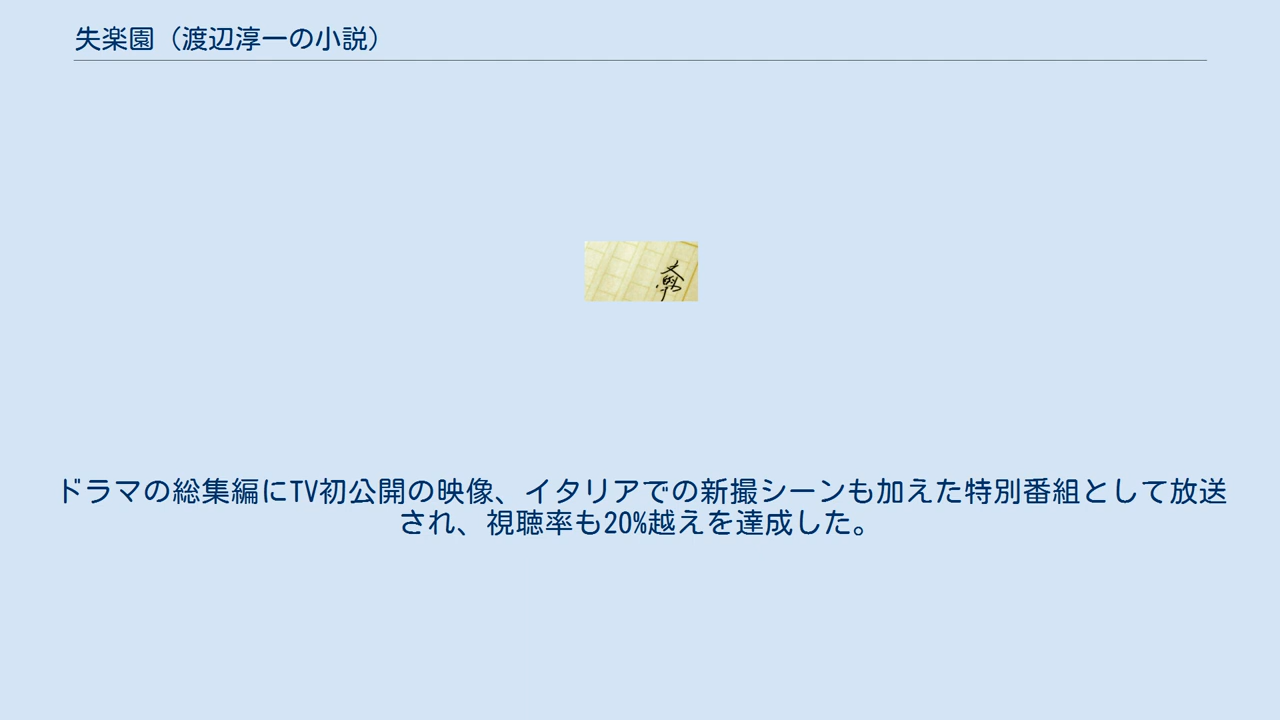 失楽園（渡辺淳一の小説）
ドラマの総集編にTV初公開の映像、イタリアでの新撮シーンも加えた特別番組として放送
され、視聴率も20%越えを達成した。